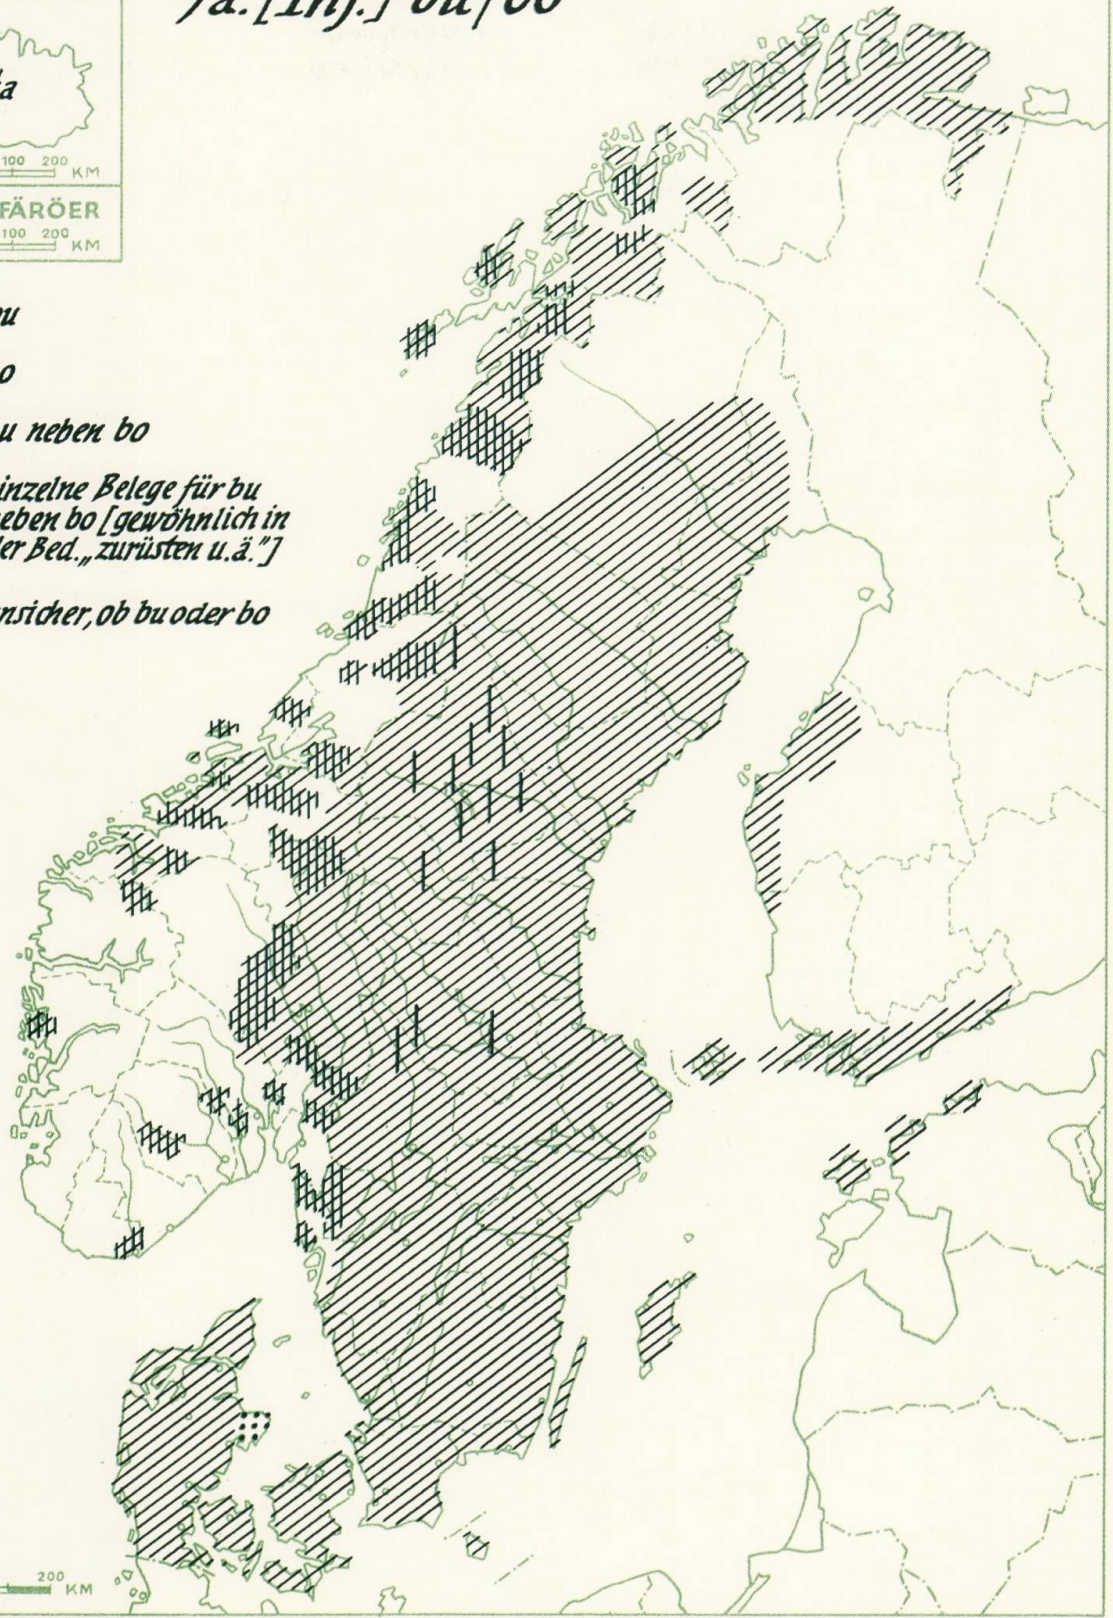 7a. [Inf.] bu/bo
a
100 200
KM
FÄRÖER
100 200
KM
u
o
u neben bo
inzelne Belege für bu
eben bo [gewöhnlich in
er Bed. „zurüsten u.ä.”]
nsicher, ob bu oder bo
200
KM